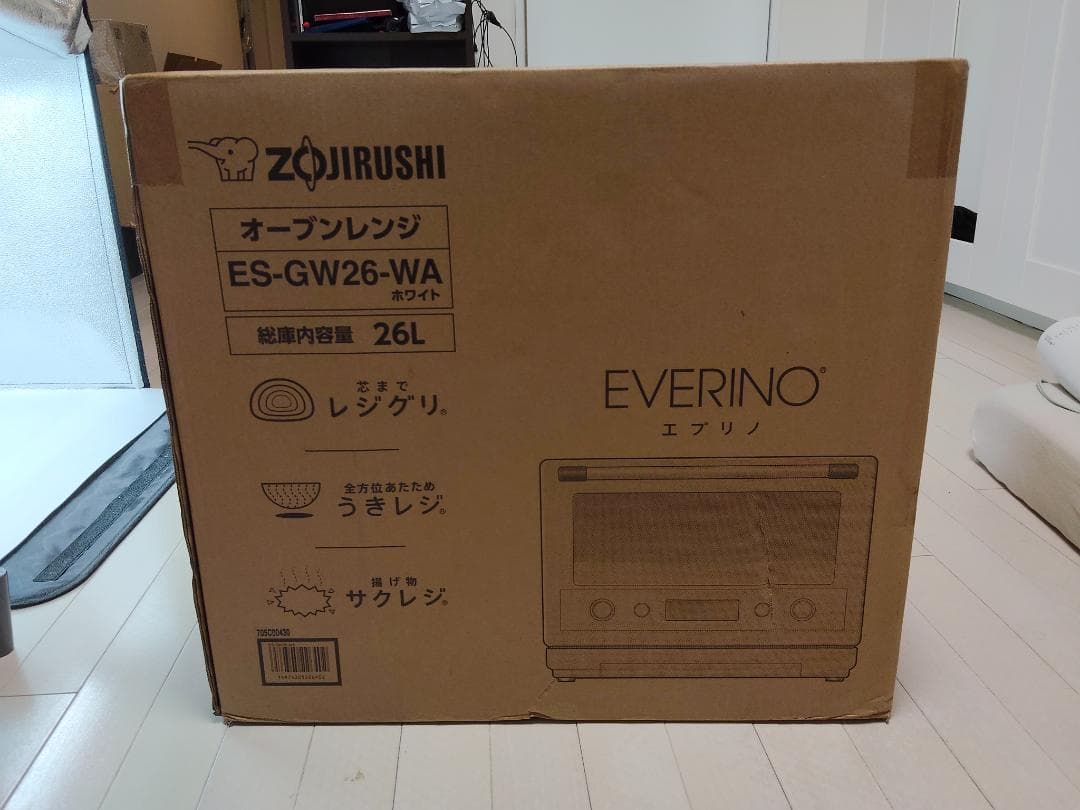 ZOJIRUSHI
オーブンレンジ
ES-GW26-WA
ホワイト
総庫内容量 26L
芯まで
レジグリ®
全方位あたため
うきレジ®
揚げ物
サクレジ®
705C00430
EVERINO®
エブリノ